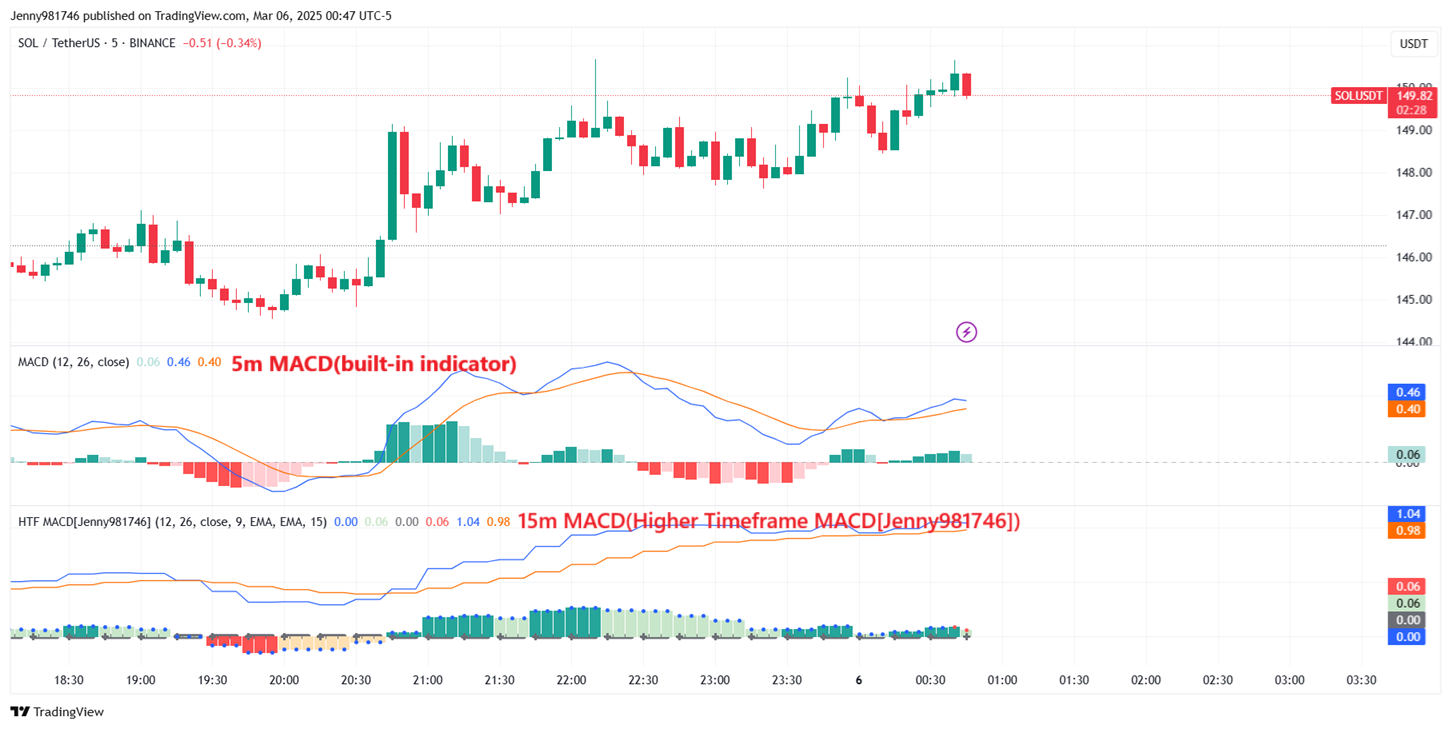 Jenny981746 published on TradingView.com, Mar 06, 2025 00:47 UTC-5
SOL / TetherUS · 5 · BINANCE −0.51 (−0.34%)
USDT
150.00
SOLUSDT 149.82
02:28
149.00
148.00
147.00
146.00
145.00
144.00
MACD (12, 26, close) 0.06 0.46 0.40 5m MACD(built-in indicator)
0.46
0.40
0.06
0.00
HTF MACD[Jenny981746] (12, 26, close, 9, EMA, EMA, 15) 0.00 0.06 0.00 0.06 1.04 0.98 15m MACD(Higher Timeframe MACD[Jenny981746])
1.04
0.98
0.06
0.06
0.00
0.00
18:30 19:00 19:30 20:00 20:30 21:00 21:30 22:00 22:30 23:00 23:30 6 00:30 01:00 01:30 02:00 02:30 03:00 03:30
TradingView